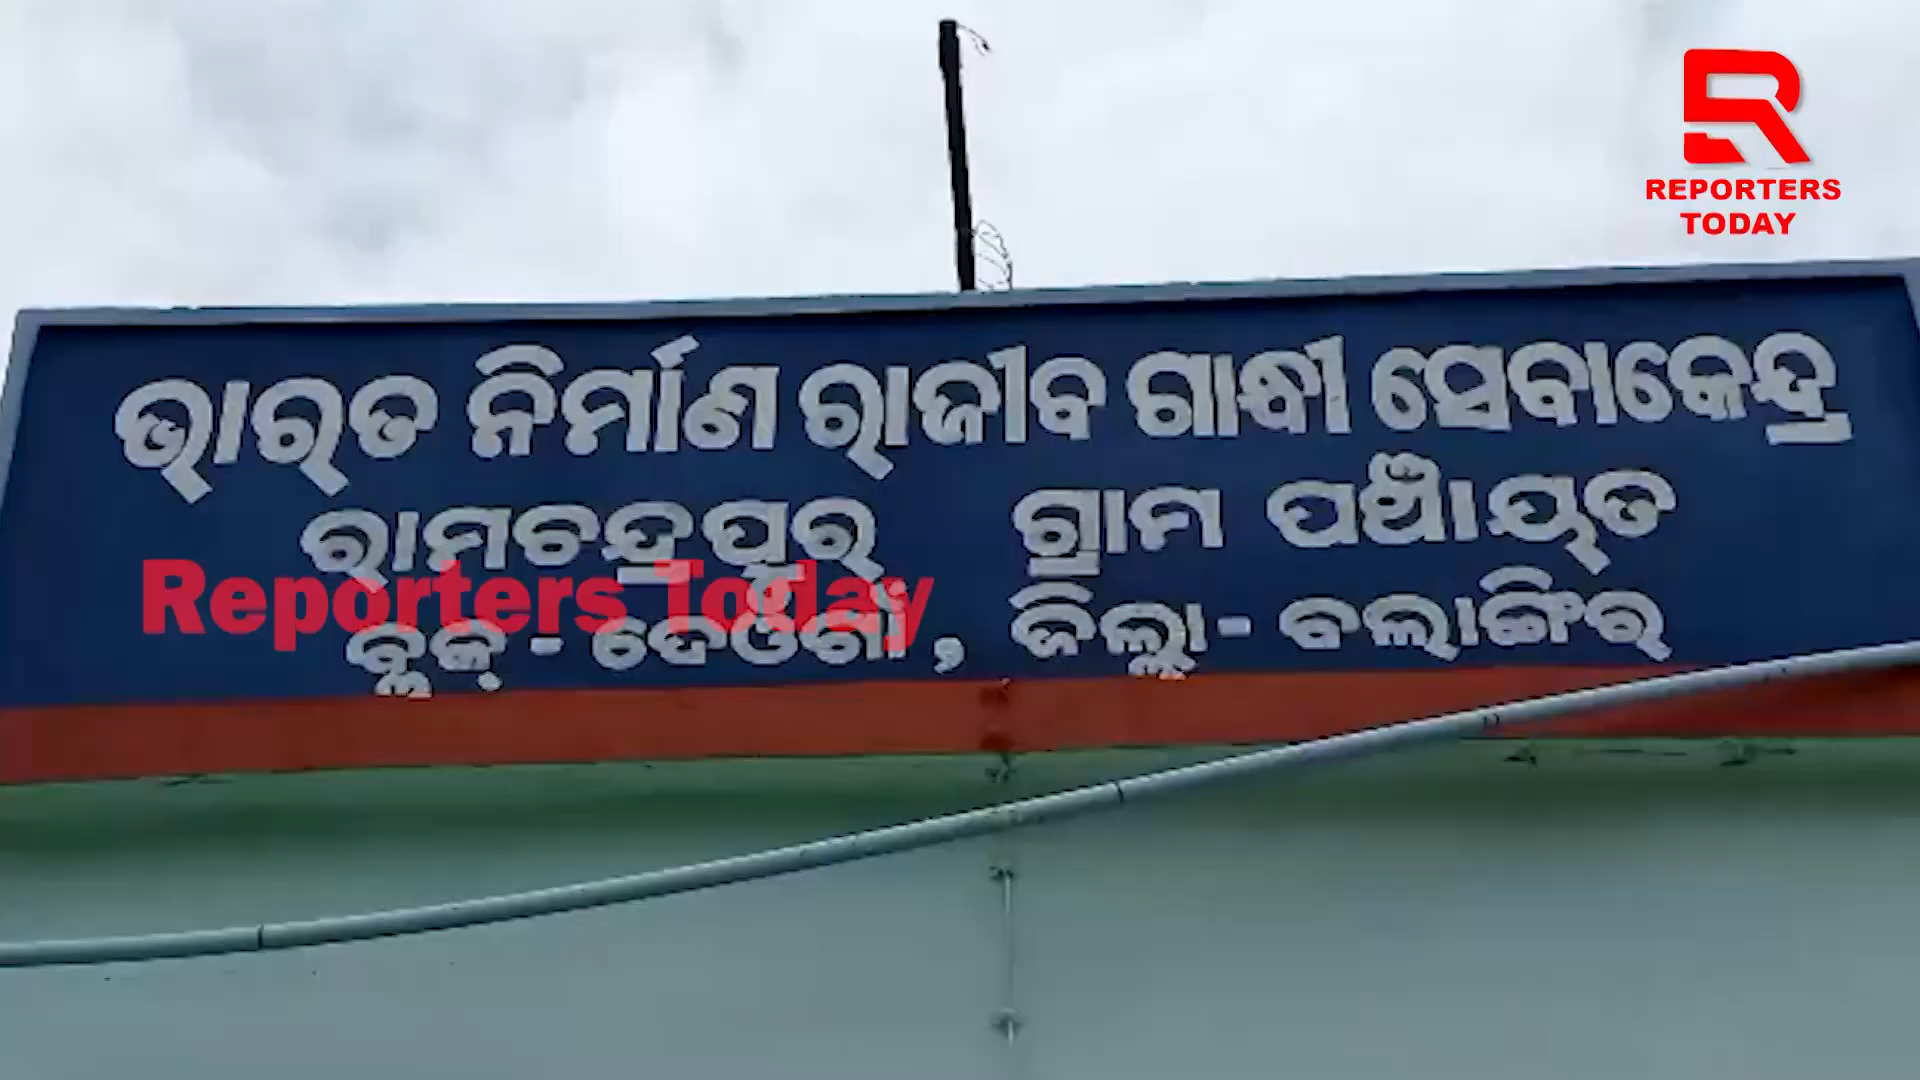 REPORTERS
TODAY
ଭାରତ ନିର୍ମାଣ ରାଜୀବ ଗାନ୍ଧୀ ସେବାକେନ୍ଦ୍ର
ରାମଚନ୍ଦ୍ରପୁର ଗ୍ରାମ ପଞ୍ଚାୟତ
Reporters Today
ବ୍ଲକ୍ - ଦେଓଗାଁ, ଜିଲ୍ଲା - ବଲାଙ୍ଗିର